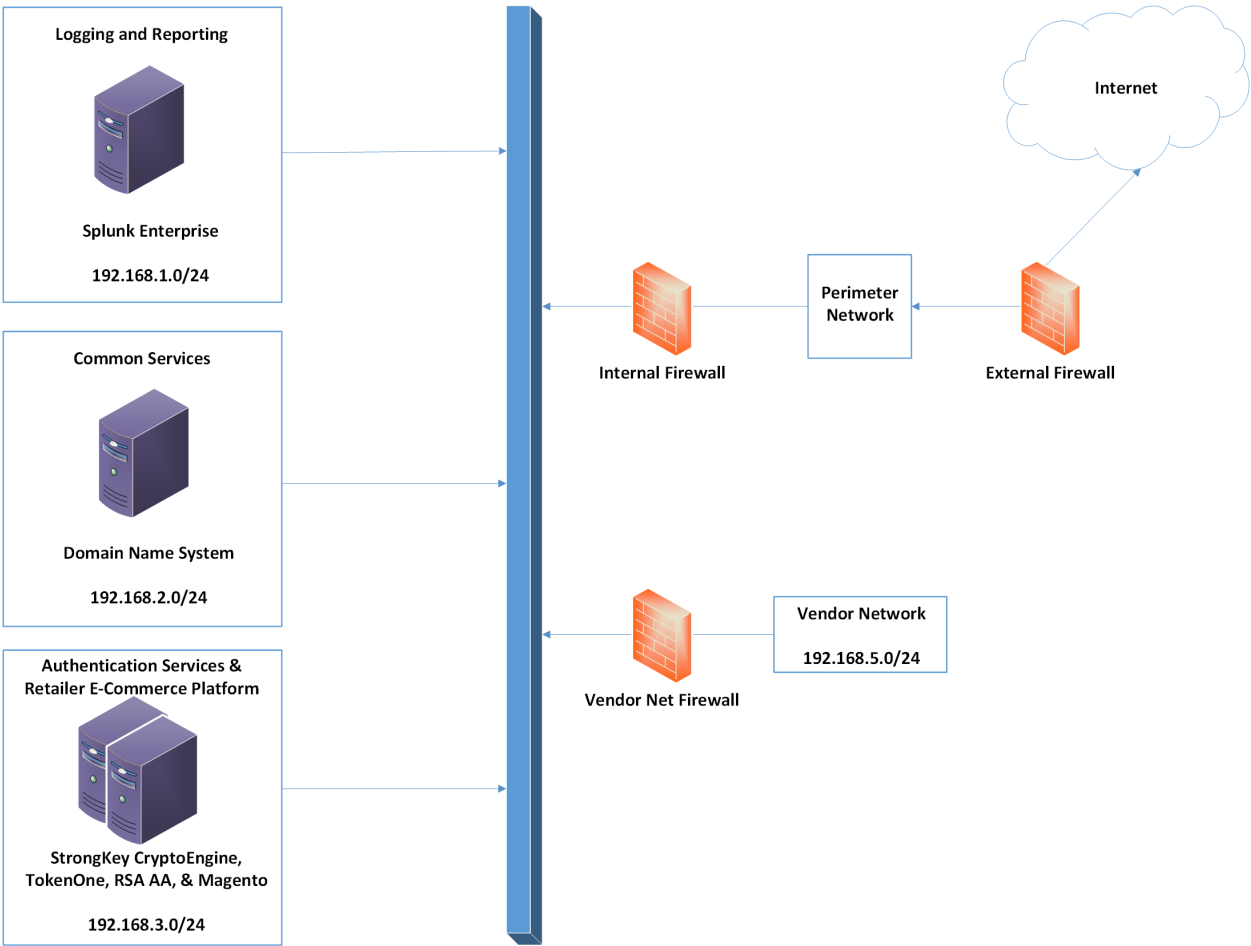 Logging and Reporting
Splunk Enterprise
192.168.1.0/24
Common Services
Domain Name System
192.168.2.0/24
Authentication Services &
Retailer E-Commerce Platform
StrongKey CryptoEngine,
TokenOne, RSA AA, & Magento
192.168.3.0/24
Internet
Internal Firewall
Perimeter
Network
External Firewall
Vendor Net Firewall
Vendor Network
192.168.5.0/24